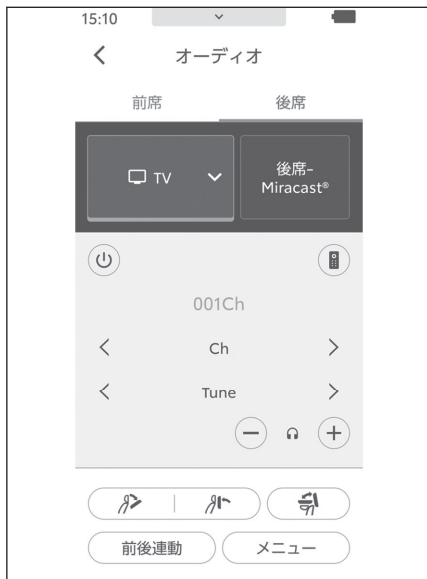 15:10
オーディオ
前席
後席
TV
後席-
Miracast®
001Ch
Ch
Tune
前後連動
メニュー